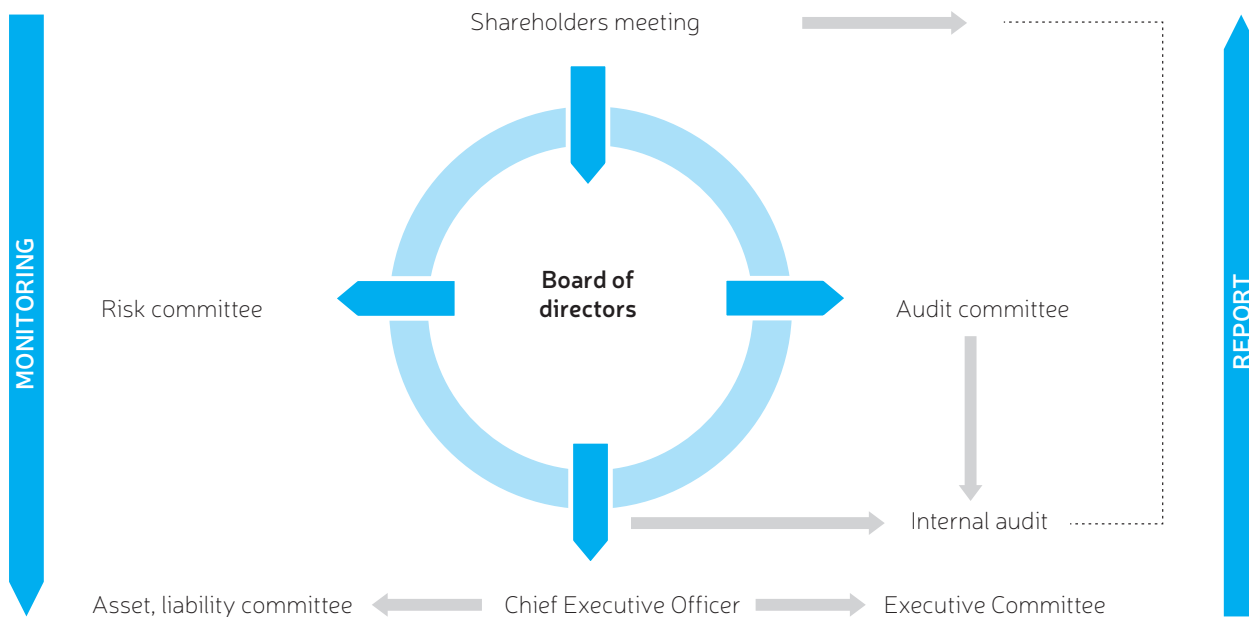 Shareholders meeting
MONITORING
REPORT
Board of
directors
Risk committee
Audit committee
Internal audit
Asset, liability committee
Chief Executive Officer
Executive Committee